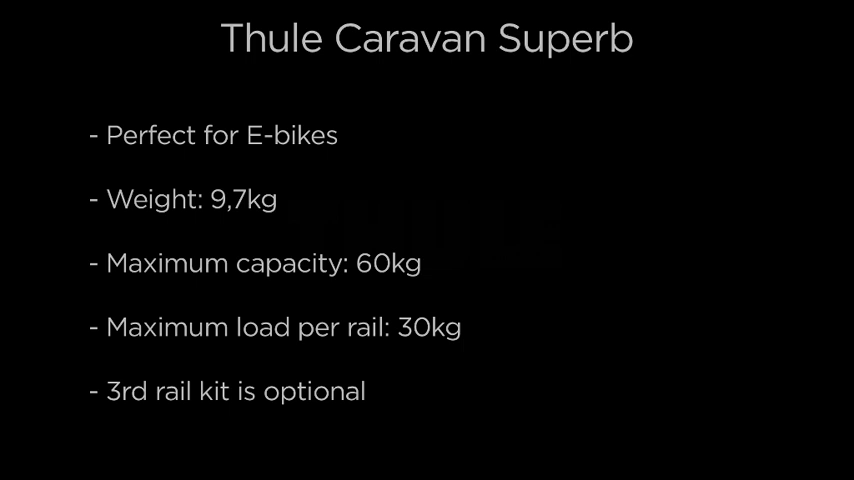 Thule Caravan Superb
- Perfect for E-bikes
- Weight: 9,7kg
- Maximum capacity: 60kg
- Maximum load per rail: 30kg
- 3rd rail kit is optional